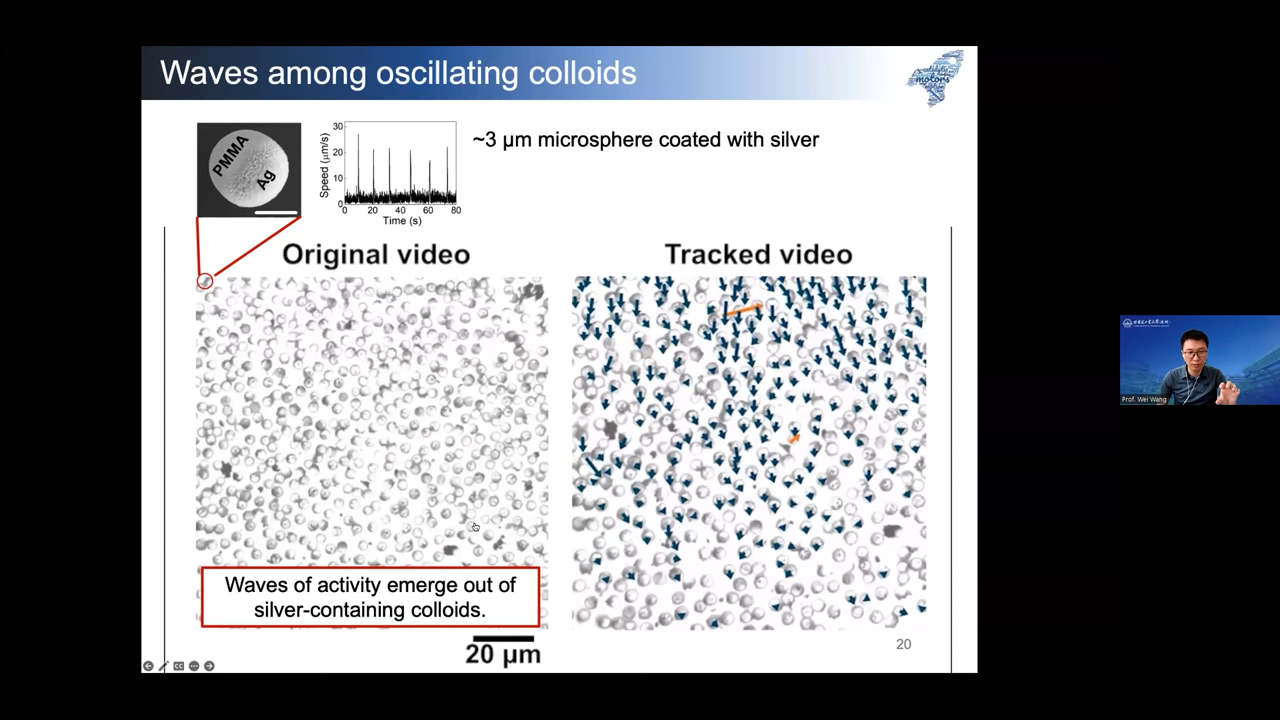 Waves among oscillating colloids
motors
PMMA
Ag
Speed (μm/s)
30
20
10
0
0 20 40 60 80
Time (s)
~3 μm microsphere coated with silver
Original video
Tracked video
Waves of activity emerge out of
silver-containing colloids.
20 μm
20
Prof. Wei Wang